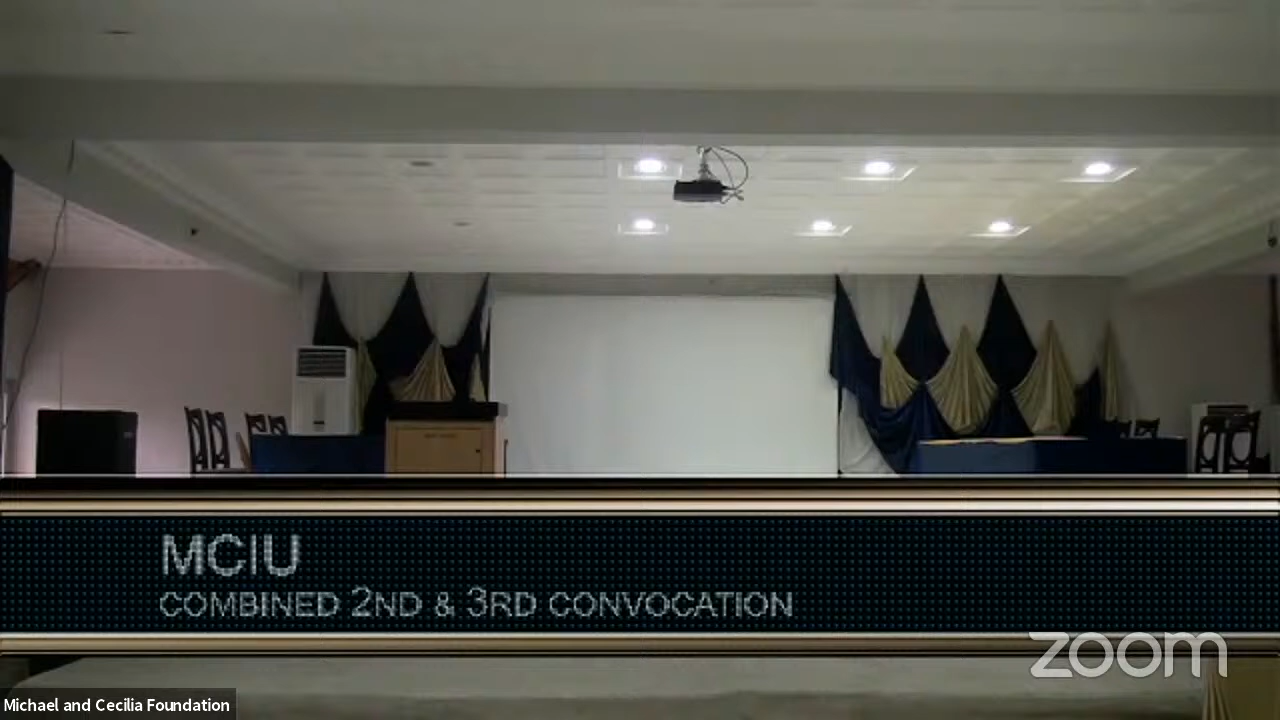 MCIU
COMBINED 2ND & 3RD CONVOCATION
zoom
Michael and Cecilia Foundation